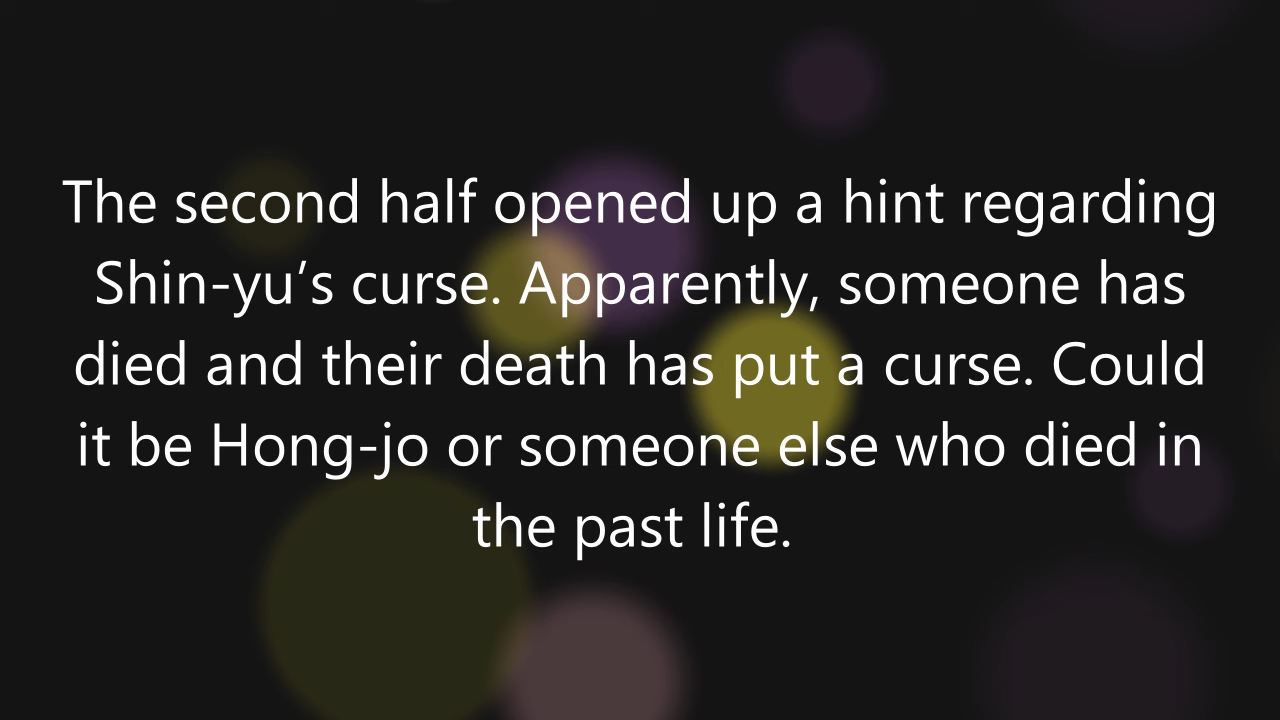 The second half opened up a hint regarding
Shin-yu’s curse. Apparently, someone has
died and their death has put a curse. Could
it be Hong-jo or someone else who died in
the past life.